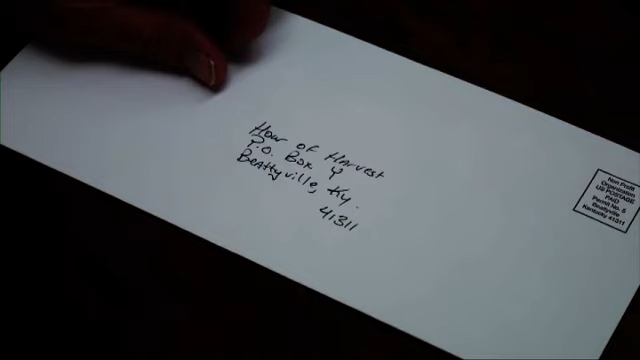 Hour of Harvest
P.O. Box 4
Beattyville, Ky.
41311
Non Profit
Organization
US POSTAGE
PAID
Permit No. 5
Beattyville
Kentucky 41311